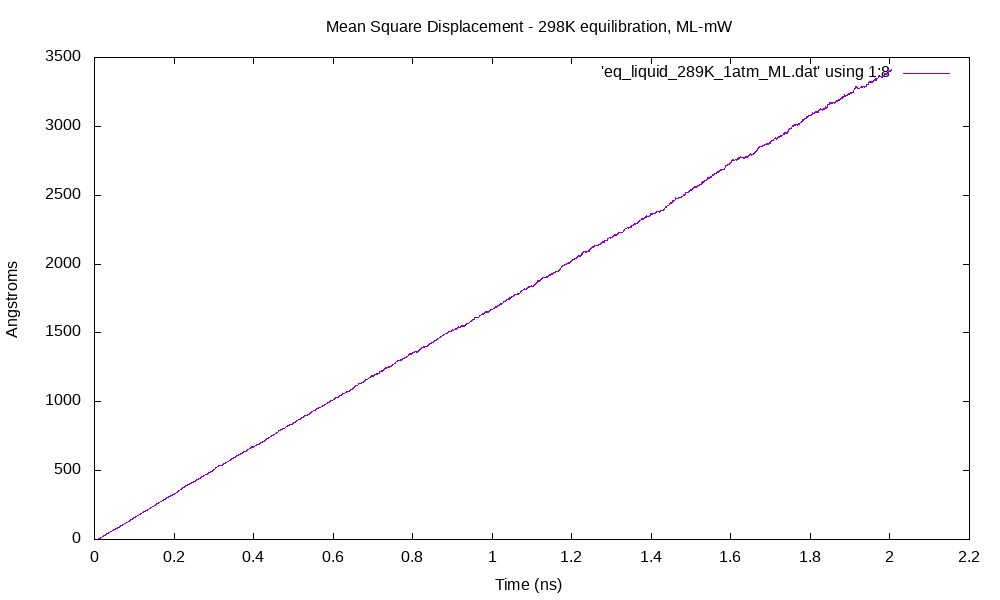 Mean Square Displacement - 298K equilibration, ML-mW
3500
'eq_liquid_289K_1atm_ML.dat' using 1:8
3000
2500
2000
Angstroms
1500
1000
500
0
0 0.2 0.4 0.6 0.8 1 1.2 1.4 1.6 1.8 2 2.2
Time (ns)